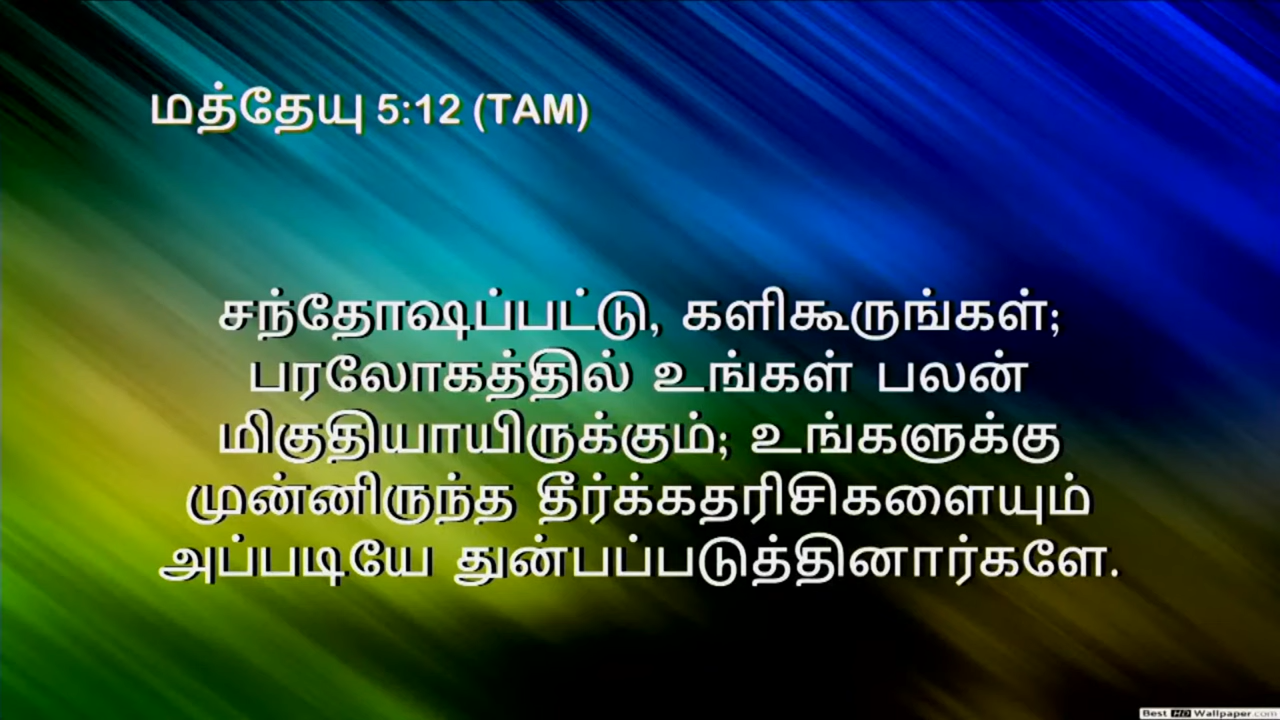 மத்தேயு 5:12 (TAM)
சந்தோஷப்பட்டு, களிகூருங்கள்;
பரலோகத்தில் உங்கள் பலன்
மிகுதியாயிருக்கும்; உங்களுக்கு
முன்னிருந்த தீர்க்கதரிசிகளையும்
அப்படியே துன்பப்படுத்தினார்களே.
Best HD Wallpaper.com